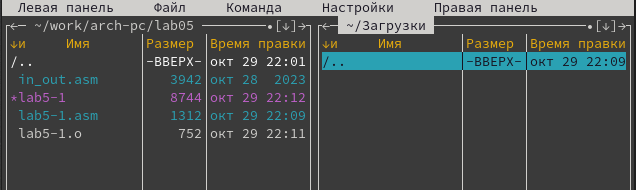 Левая панель Файл Команда Настройки Правая панель
<— ~/work/arch-pc/lab05 •[↓]> <— ~/Загрузки •[↓]>
↓и Имя Размер Время правки ↓и Имя Размер Время правки
/.. -ВВЕРХ- окт 29 22:01 /.. -ВВЕРХ- окт 29 22:09
in_out.asm 3942 окт 28 2023
*lab5-1 8744 окт 29 22:12
lab5-1.asm 1312 окт 29 22:09
lab5-1.o 752 окт 29 22:11